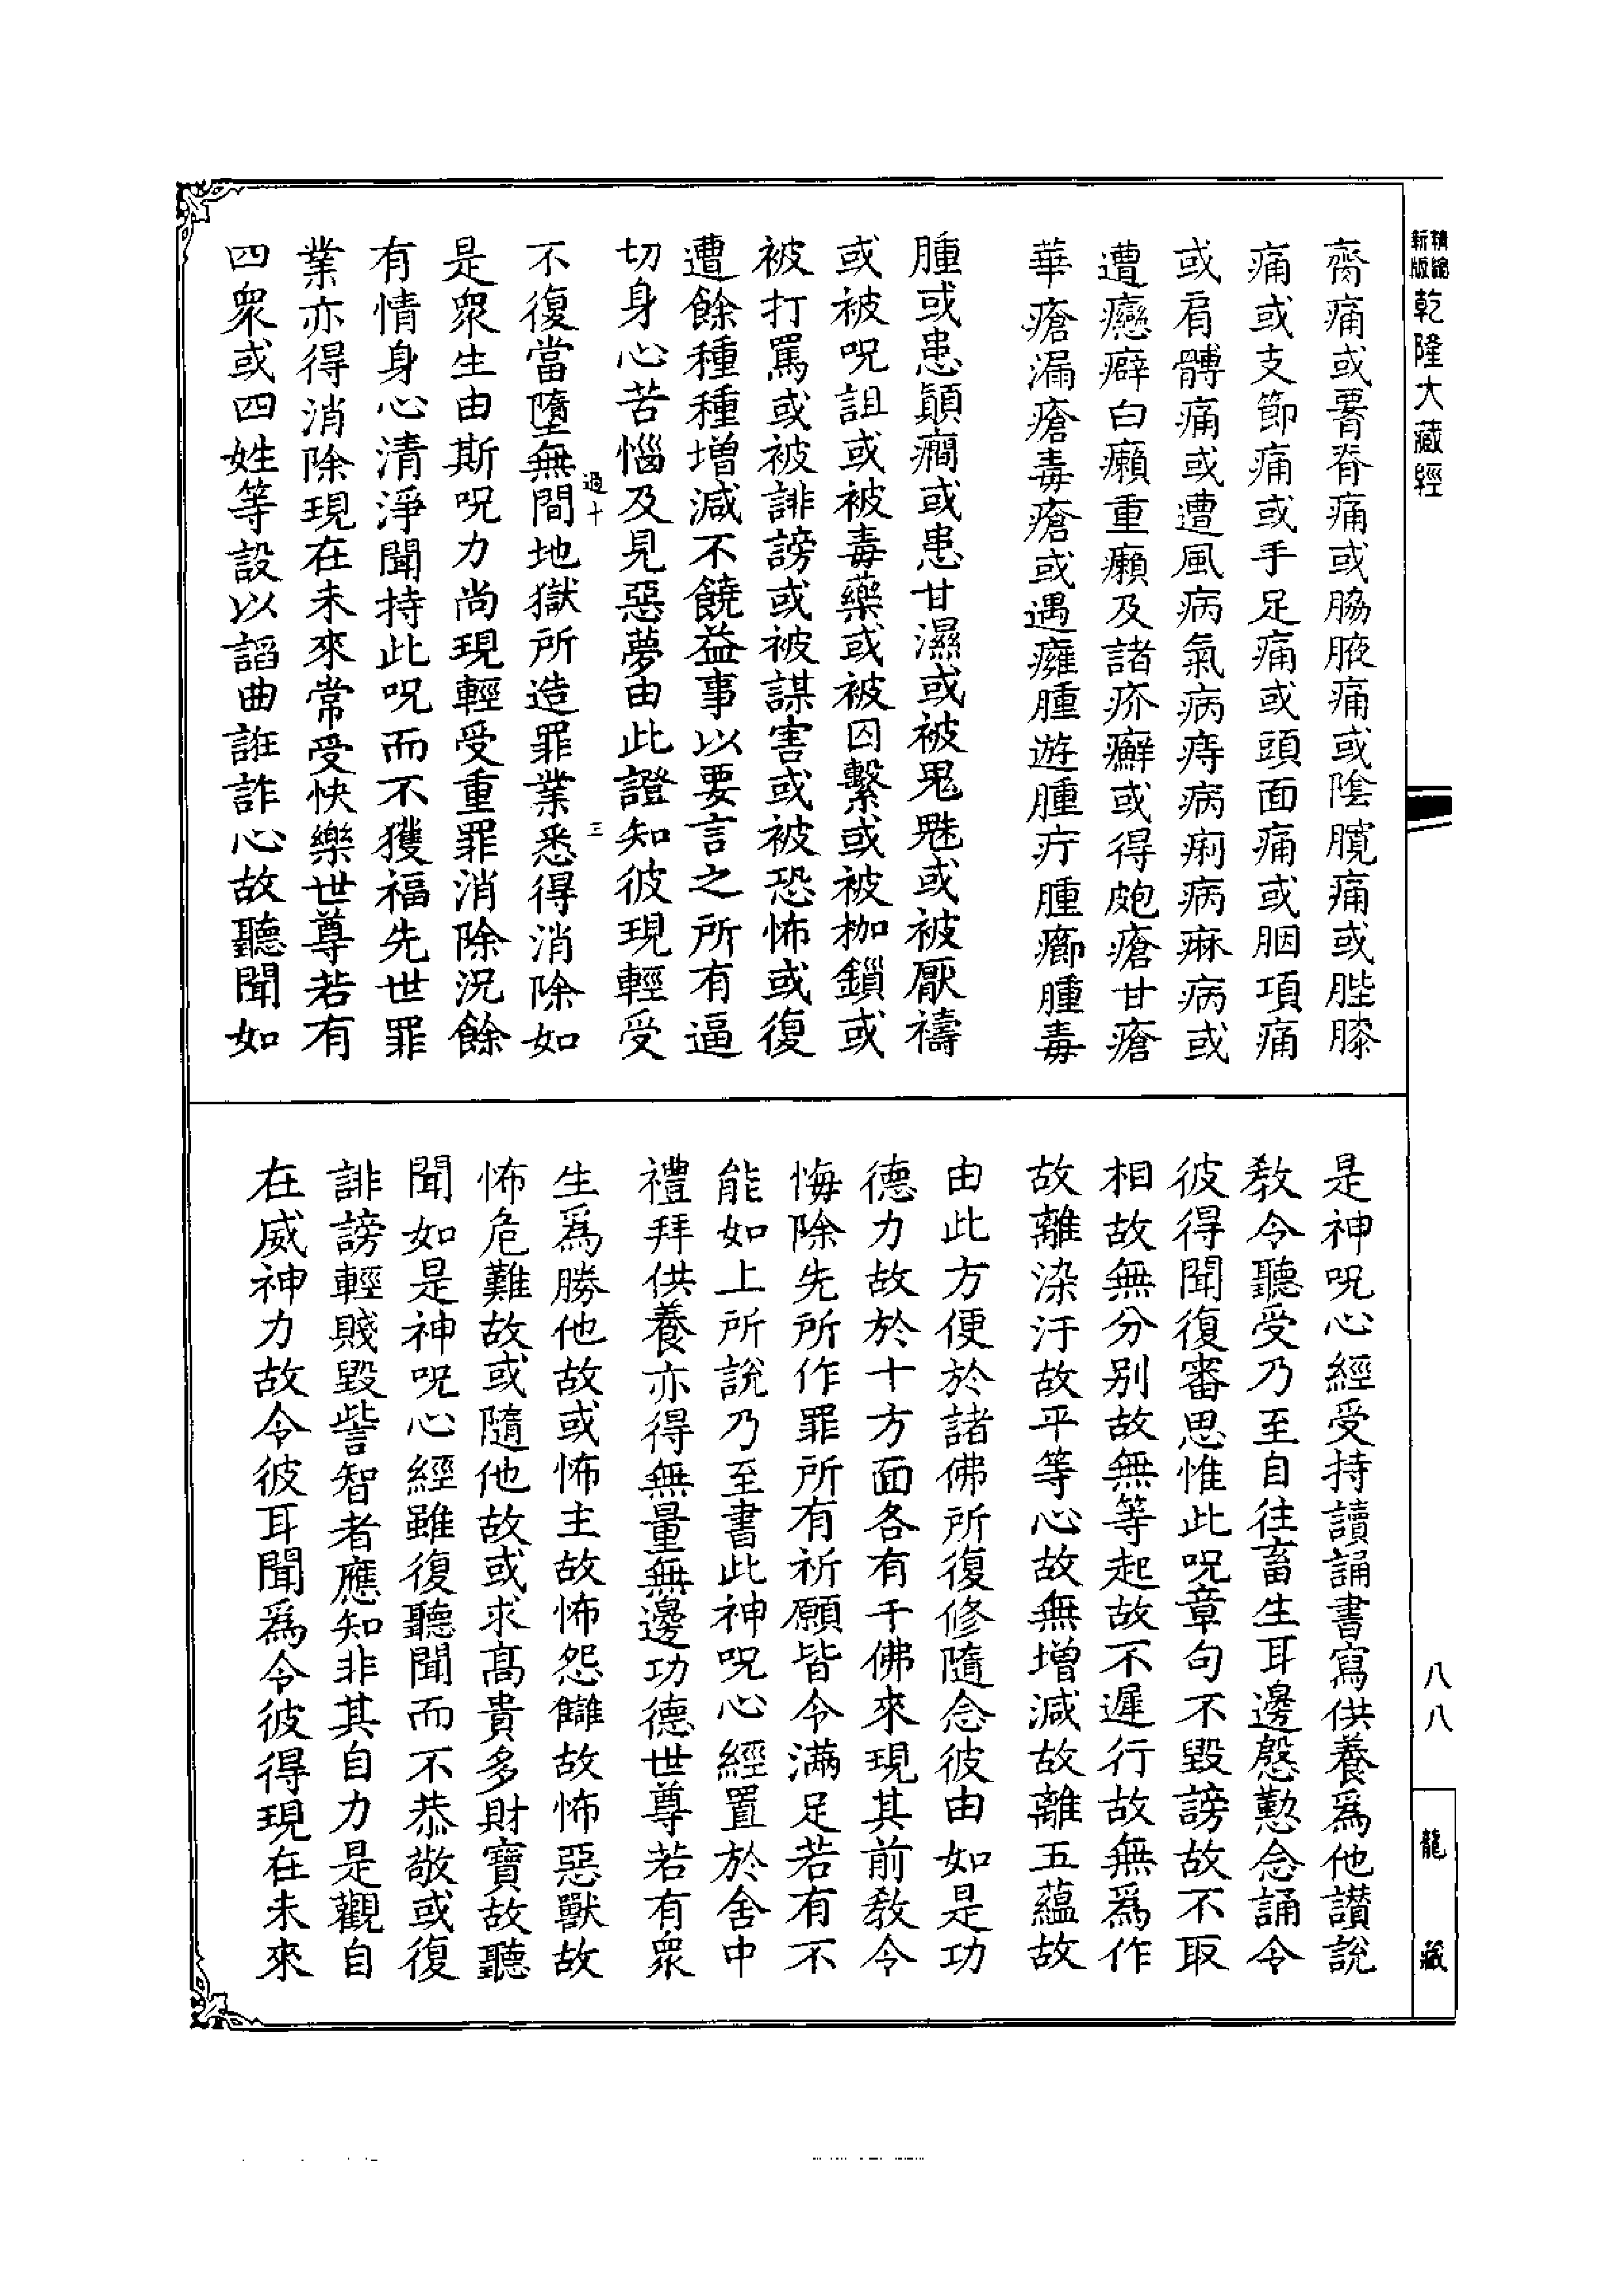 精縮新版乾隆大藏經
臍痛或䐡脊痛或脇腋痛或陰髖痛或䏶膝
痛或支節痛或手足痛或頭面痛或胭項痛
或肩髆痛或遭風病氣病痔病痢病痳病或
遭癮癖白癩重癩及諸疥癬或得皰瘡甘瘡
華瘡漏瘡毒瘡或遇癰腫遊腫疔腫癤腫毒
腫或患顛癎或患甘濕或被鬼魅或被厭禱
或被呪詛或被毒藥或被囚繫或被枷鎖或
被打罵或被誹謗或被謀害或被恐怖或復
遭餘種種增減不饒益事以要言之所有逼
切身心苦惱及見惡夢由此證知彼現輕受
過十
三
不復當墮無間地獄所造罪業悉得消除如
是衆生由斯呪力尚現輕受重罪消除況餘
有情身心清淨聞持此呪而不獲福先世罪
業亦得消除現在未來常受快樂世尊若有
四衆或四姓等設以謟曲誑詐心故聽聞如
是神呪心經受持讀誦書寫供養爲他讃說
教令聽受乃至自往畜生耳邊慇懃念誦令
彼得聞復審思惟此呪章句不毀謗故不取
相故無分别故無等起故不遲行故無爲作
故離染汙故平等心故無增減故離五蘊故
由此方便於諸佛所復修隨念彼由如是功
德力故於十方面各有千佛來現其前教令
悔除先所作罪所有祈願皆令滿足若有不
能如上所說乃至書此神呪心經置於舍中
禮拜供養亦得無量無邊功德世尊若有衆
生爲勝他故或怖主故怖怨讎故怖惡獸故
怖危難故或隨他故或求高貴多財寶故聽
聞如是神呪心經雖復聽聞而不恭敬或復
誹謗輕賤毀訾智者應知非其自力是觀自
在威神力故令彼耳聞爲令彼得現在未來
八八
龍藏